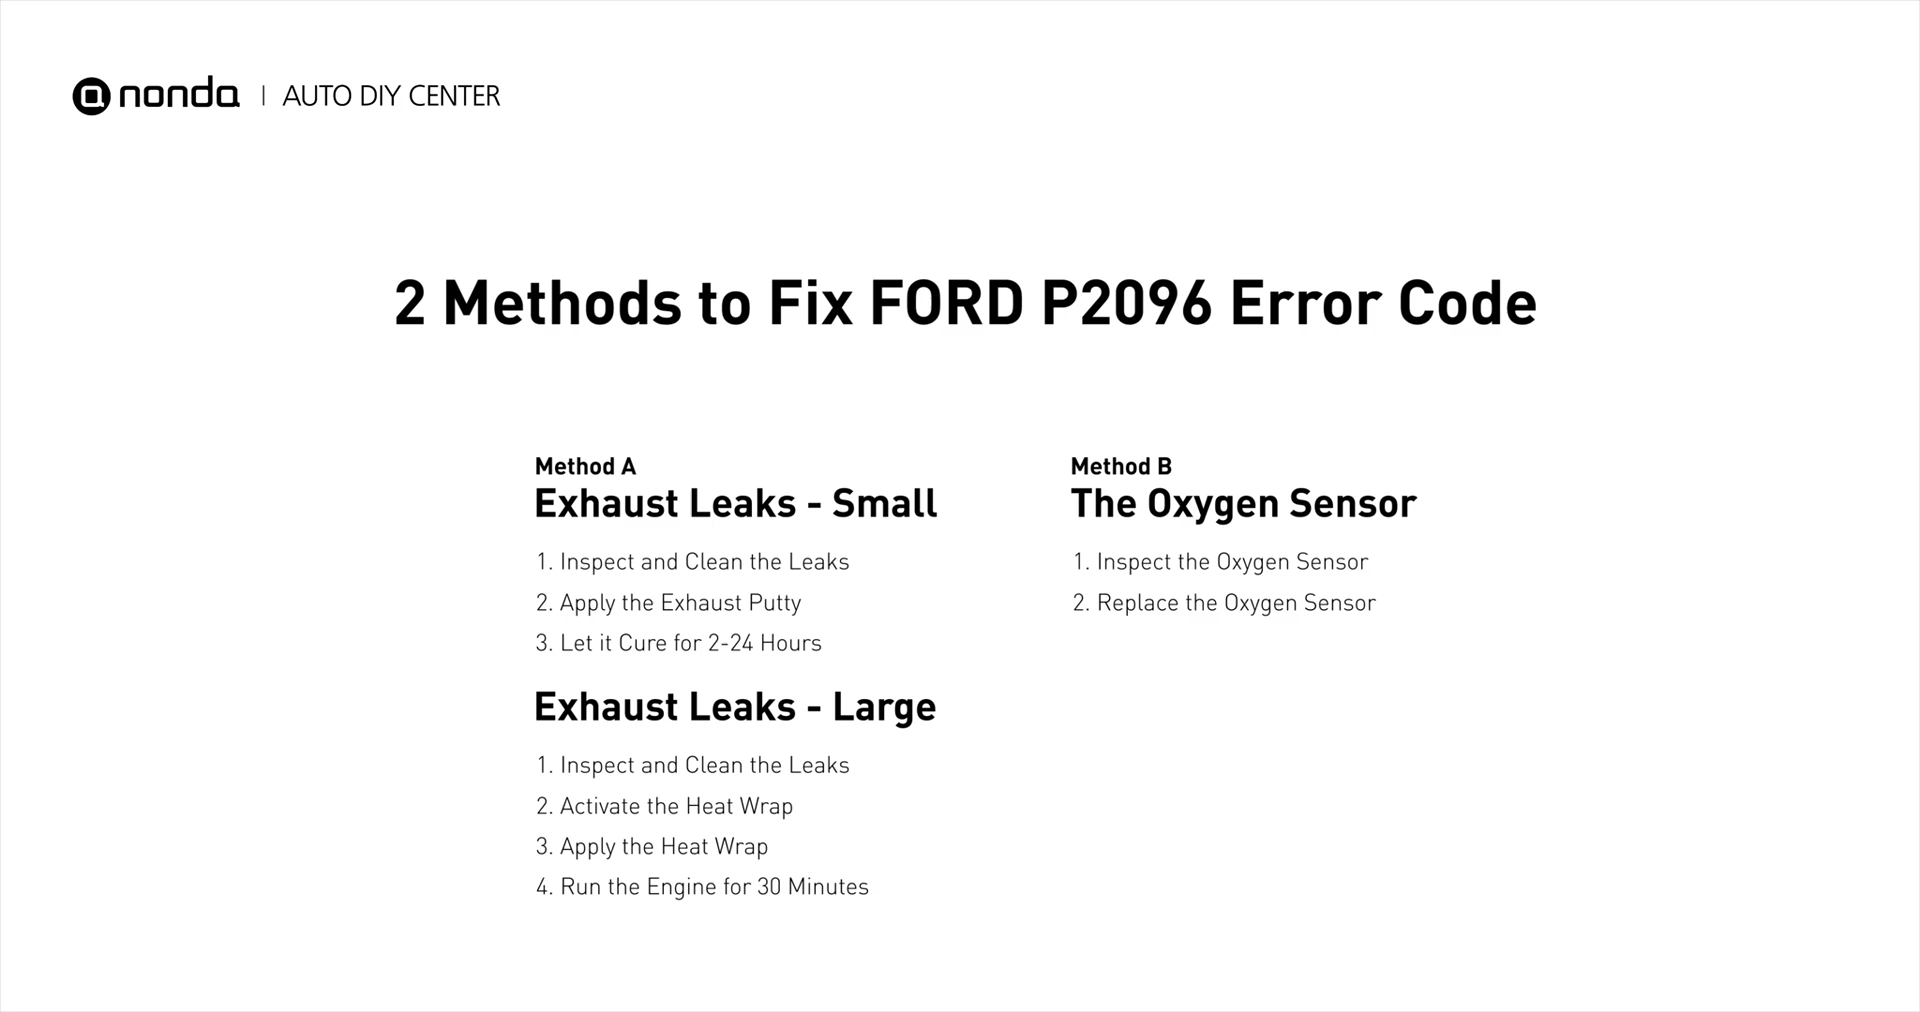 nonda | AUTO DIY CENTER
2 Methods to Fix FORD P2096 Error Code
Method A
Exhaust Leaks - Small
1. Inspect and Clean the Leaks
2. Apply the Exhaust Putty
3. Let it Cure for 2-24 Hours
Exhaust Leaks - Large
1. Inspect and Clean the Leaks
2. Activate the Heat Wrap
3. Apply the Heat Wrap
4. Run the Engine for 30 Minutes
Method B
The Oxygen Sensor
1. Inspect the Oxygen Sensor
2. Replace the Oxygen Sensor